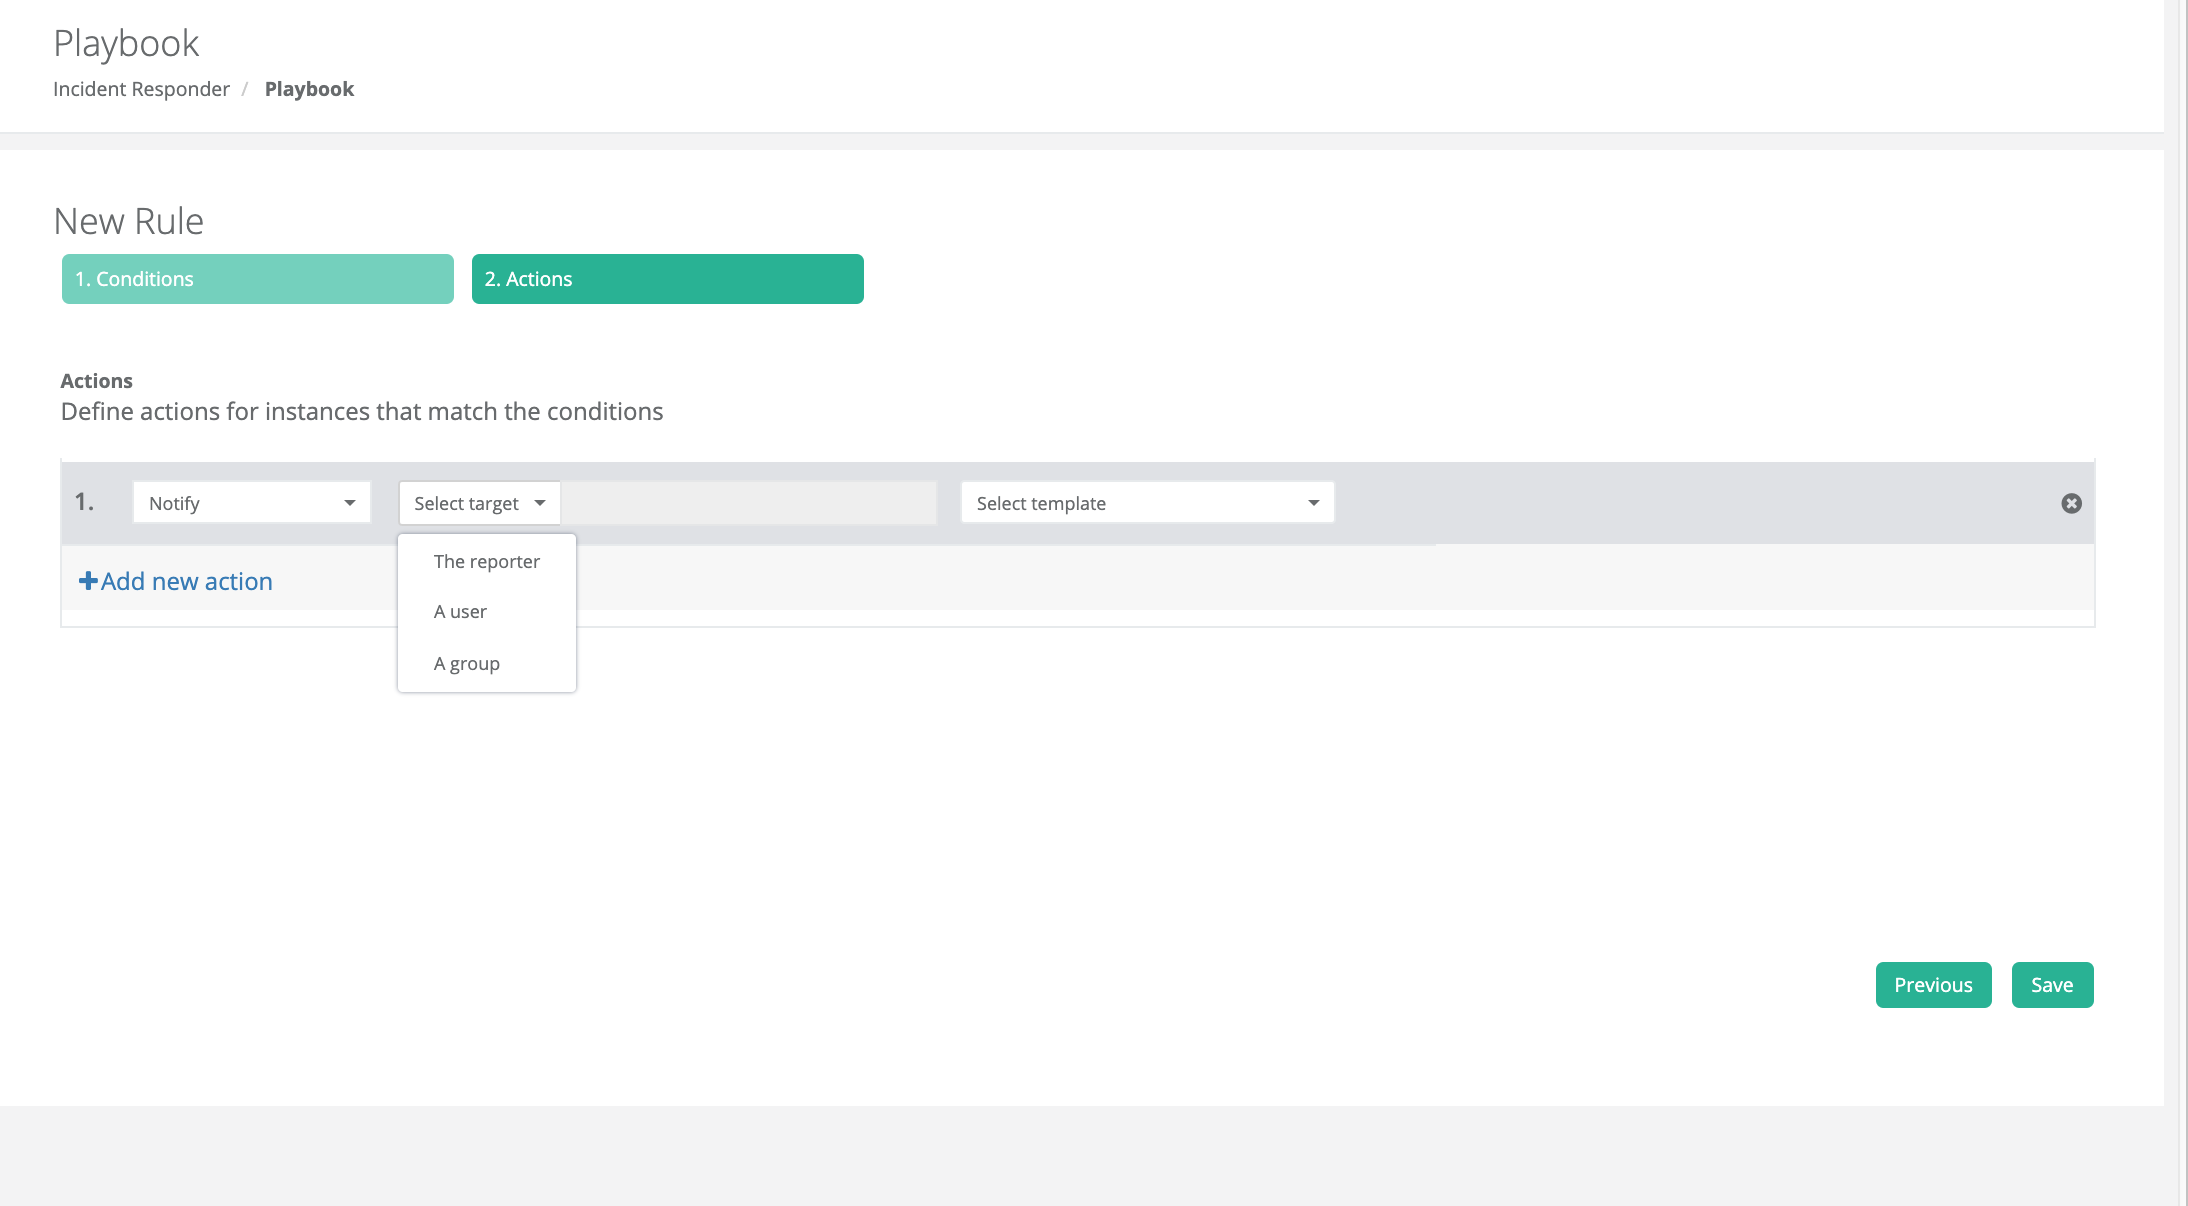 Playbook
Incident Responder / Playbook
New Rule
1. Conditions
2. Actions
Actions
Define actions for instances that match the conditions
1. Notify Select target Select template
The reporter
Add new action
A user
A group
Previous Save